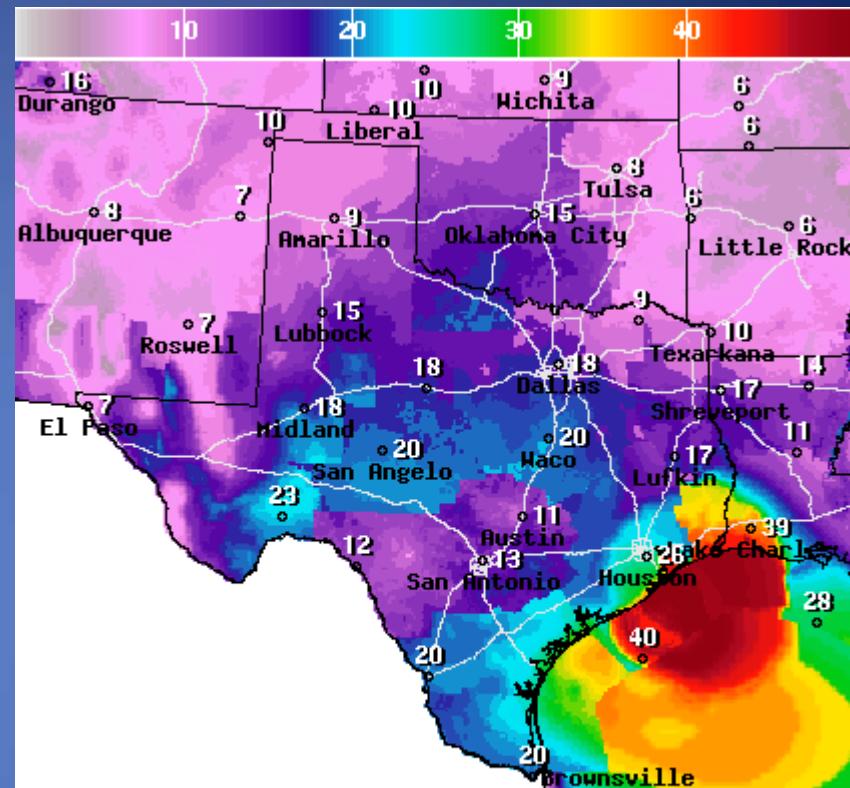 10 20 30 40
16
Durango
10
Wichita
9
6
10
Liberal
10
6
8
Tulsa
8
Albuquerque
7
9
Amarillo
15
Oklahoma City
6
6
Little Rock
7
Roswell
15
Lubbock
9
10
Texarkana
18
18
Dallas
14
17
Shreveport
7
El Paso
18
Midland
20
San Angelo
20
Waco
17
Lufkin
11
23
11
Austin
39
Lake Charl
12
13
San Antonio
26
Houston
28
40
20
20
Brownsville